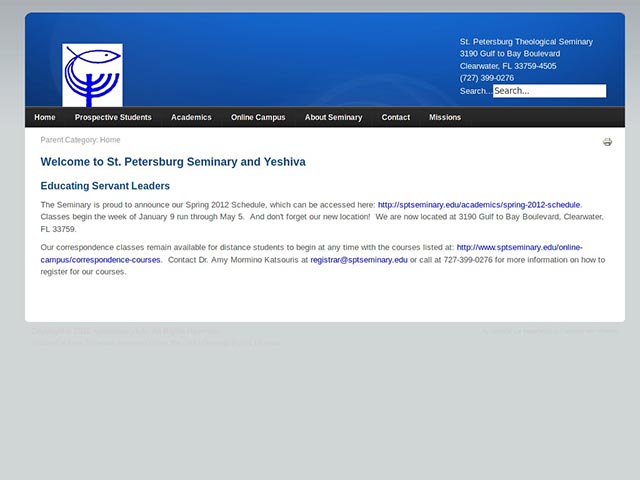 St. Petersburg Theological Seminary
3190 Gulf to Bay Boulevard
Clearwater, FL 33759-4505
(727) 399-0276
Search... Search...
Home Prospective Students Academics Online Campus About Seminary Contact Missions
Parent Category: Home
Welcome to St. Petersburg Seminary and Yeshiva
Educating Servant Leaders
The Seminary is proud to announce our Spring 2012 Schedule, which can be accessed here: http://sptseminary.edu/academics/spring-2012-schedule.
Classes begin the week of January 9 run through May 5.  And don't forget our new location!  We are now located at 3190 Gulf to Bay Boulevard, Clearwater,
FL 33759.
Our correspondence classes remain available for distance students to begin at any time with the courses listed at: http://www.sptseminary.edu/online-
campus/correspondence-courses.  Contact Dr. Amy Mormino Katsouris at registrar@sptseminary.edu or call at 727-399-0276 for more information on how to
register for our courses.